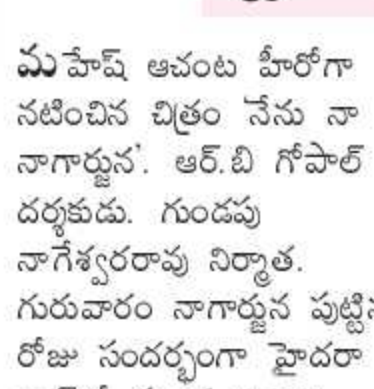 మహేష్ ఆచంట హీరోగా
నటించిన చిత్రం నేను నా
నాగార్జున'. ఆర్.బి గోపాల్
దర్శకుడు. గుండపు
నాగేశ్వరరావు నిర్మాత.
గురువారం నాగార్జున
రోజు సందర్భంగా హైదరా